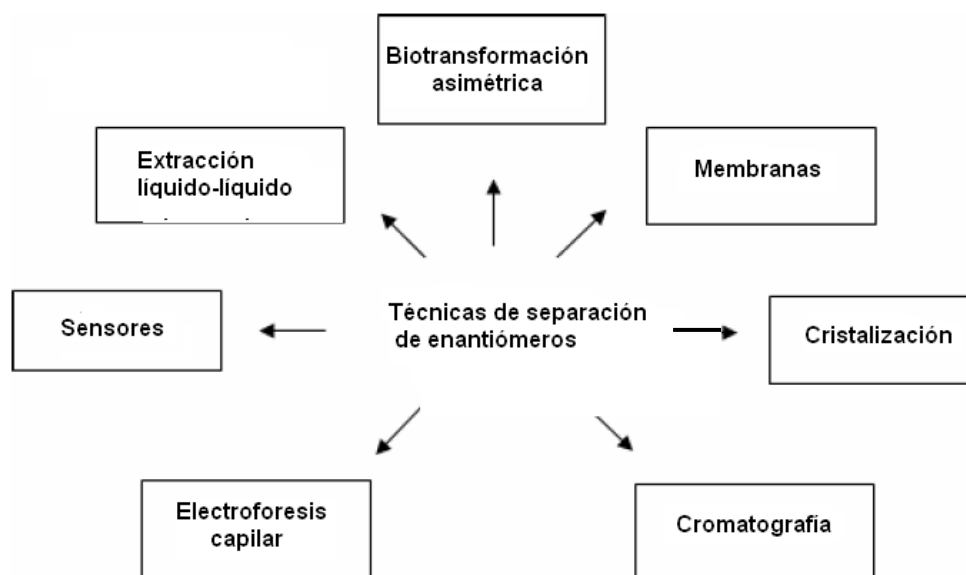 Biotransformación
asimétrica
Extracción
líquido-líquido
Membranas
Técnicas de separación
de enantiómeros
Sensores
Cristalización
Electroforesis
capilar
Cromatografía